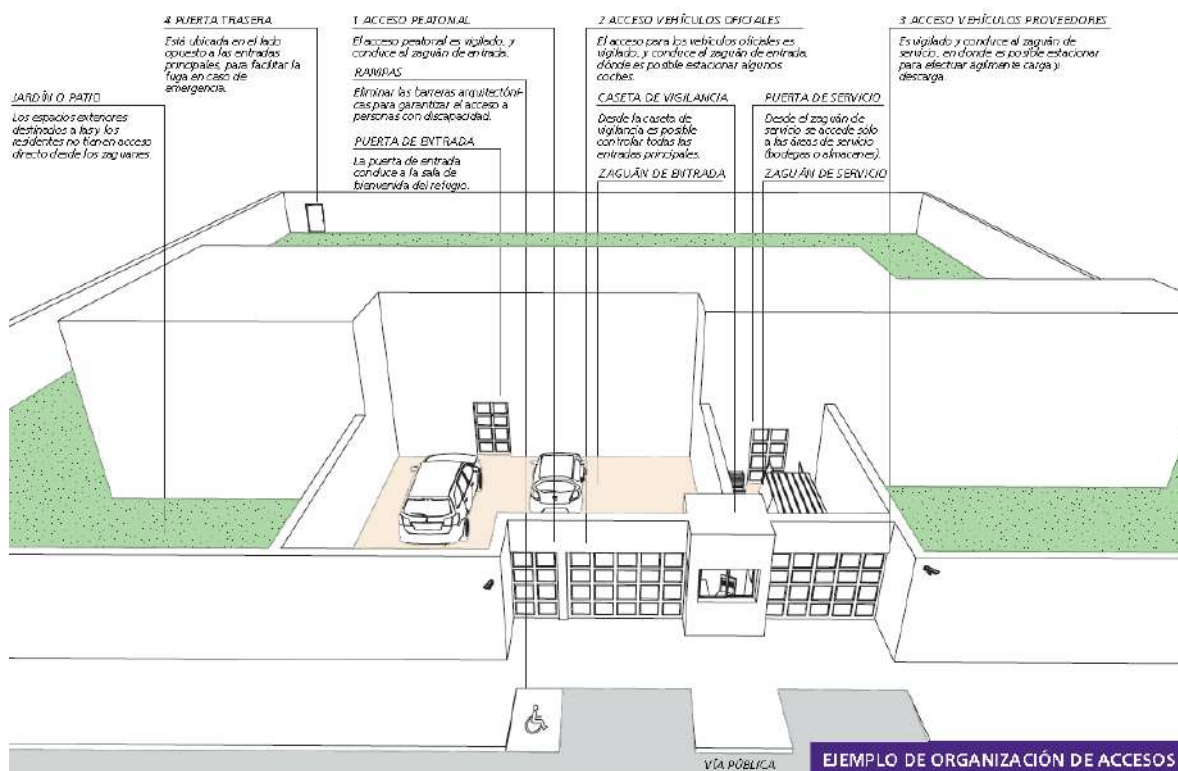 4 PUERTA TRASERA
Está ubicada en el lado
opuesto a las entradas
principales, para facilitar la
fuga en caso de
emergencia.
1 ACCESO PEATONAL
El acceso peatonal es vigilado, y
conduce al zaguán de entrada.
RAMPAS
Eliminar las barreras arquitectóni-
cas para garantizar el acceso a
personas con discapacidad.
PUERTA DE ENTRADA
La puerta de entrada
conduce a la sala de
bienvenida del refugio.
2 ACCESO VEHÍCULOS OFICIALES
El acceso para los vehículos oficiales es
vigilado, y conduce al zaguán de entrada,
dónde es posible estacionar algunos
coches.
CASETA DE VIGILANCIA
Desde la caseta de
vigilancia es posible
controlar todas las
entradas principales.
ZAGUÁN DE ENTRADA
3 ACCESO VEHÍCULOS PROVEEDORES
Es vigilado y conduce al zaguán de
servicio, en donde es posible estacionar
para efectuar ágilmente carga y
descarga.
PUERTA DE SERVICIO
Desde el zaguán de
servicio se accede sólo
a las áreas de servicio
(bodegas o almacenes).
ZAGUÁN DE SERVICIO
JARDÍN O PATIO
Los espacios exteriores
destinados a las y los
residentes no tienen acceso
directo desde los zaguanes
VÍA PÚBLICA
EJEMPLO DE ORGANIZACIÓN DE ACCESOS